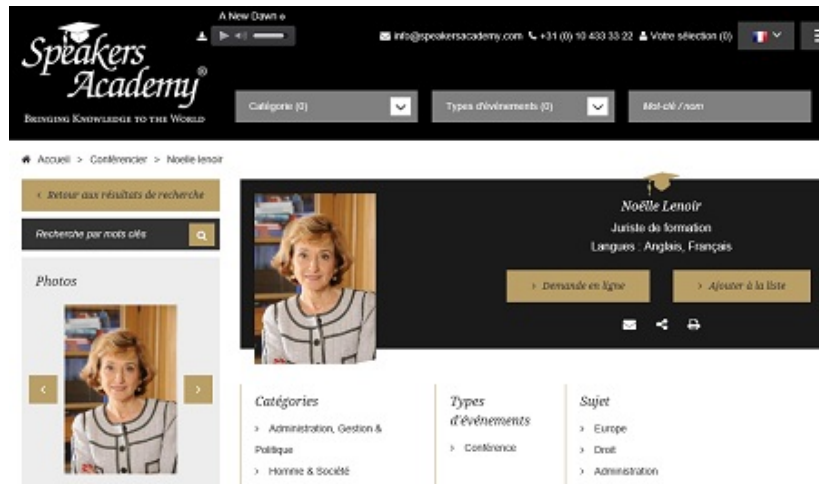 A New Dawn
Speakers
Academy®
BRINGING KNOWLEDGE TO THE WORLD
info@speakersacademy.com +31 (0) 10 433 33 22 Votre sélection (0)
Catégorie (0)
Types d'événements (0)
Mot-clé / nom
Accueil > Conférencier > Noelle lenoir
‹ Retour aux résultats de recherche
Recherche par mots clés
Photos
Noëlle Lenoir
Juriste de formation
Langues : Anglais, Français
› Demande en ligne
› Ajouter à la liste
Catégories
› Administration, Gestion &
Politique
› Homme & Société
Types
d'événements
› Conférence
Sujet
› Europe
› Droit
› Administration